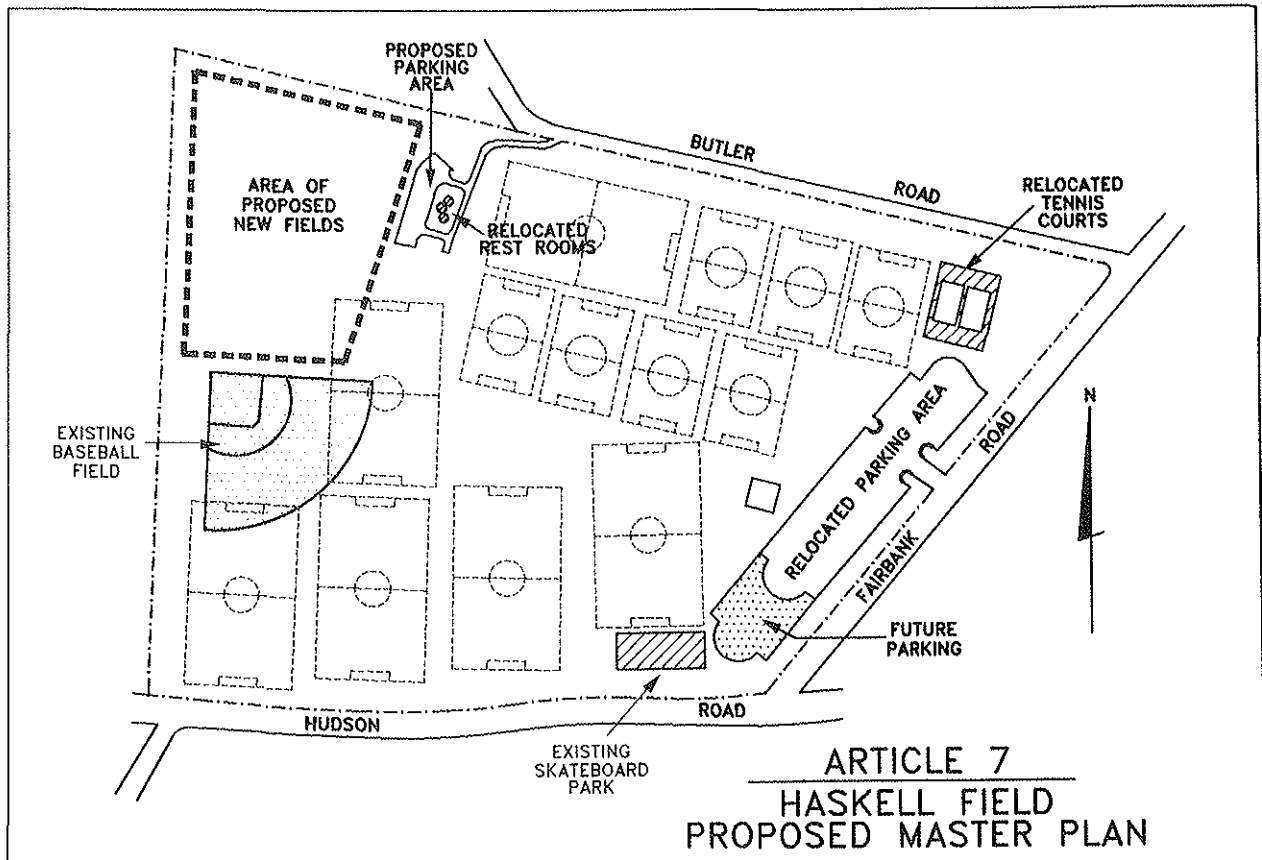 PROPOSED
PARKING
AREA
BUTLER
ROAD
RELOCATED
TENNIS
COURTS
AREA OF
PROPOSED
NEW FIELDS
RELOCATED
REST ROOMS
N
EXISTING
BASEBALL
FIELD
RELOCATED PARKING AREA
FAIRBANK
ROAD
FUTURE
PARKING
HUDSON
ROAD
EXISTING
SKATEBOARD
PARK
ARTICLE 7
HASKELL FIELD
PROPOSED MASTER PLAN